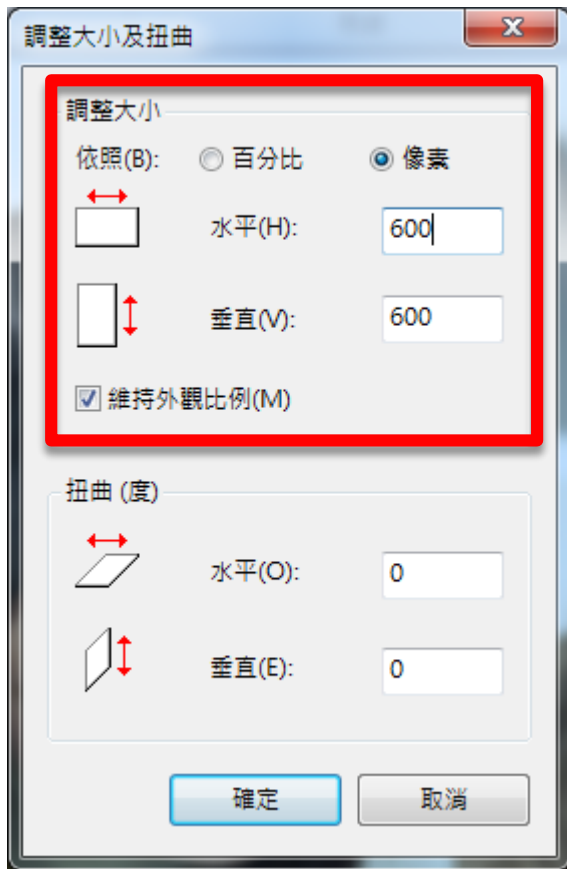 調整大小及扭曲
調整大小
依照(B): 百分比 像素
水平(H): 600
垂直(V): 600
維持外觀比例(M)
扭曲 (度)
水平(O): 0
垂直(E): 0
確定 取消